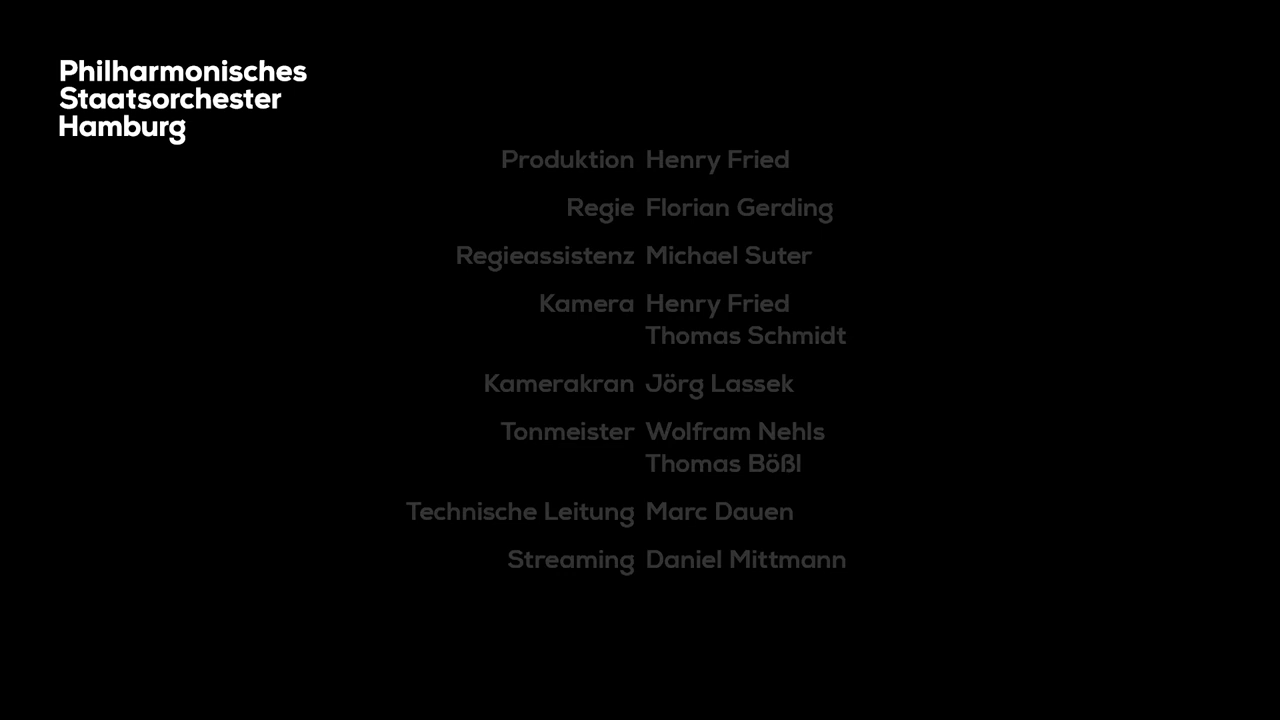 Philharmonisches
Staatsorchester
Hamburg
Produktion Henry Fried
Regie Florian Gerding
Regieassistenz Michael Suter
Kamera Henry Fried
Thomas Schmidt
Kamerakran Jörg Lassek
Tonmeister Wolfram Nehls
Thomas Bößl
Technische Leitung Marc Dauen
Streaming Daniel Mittmann